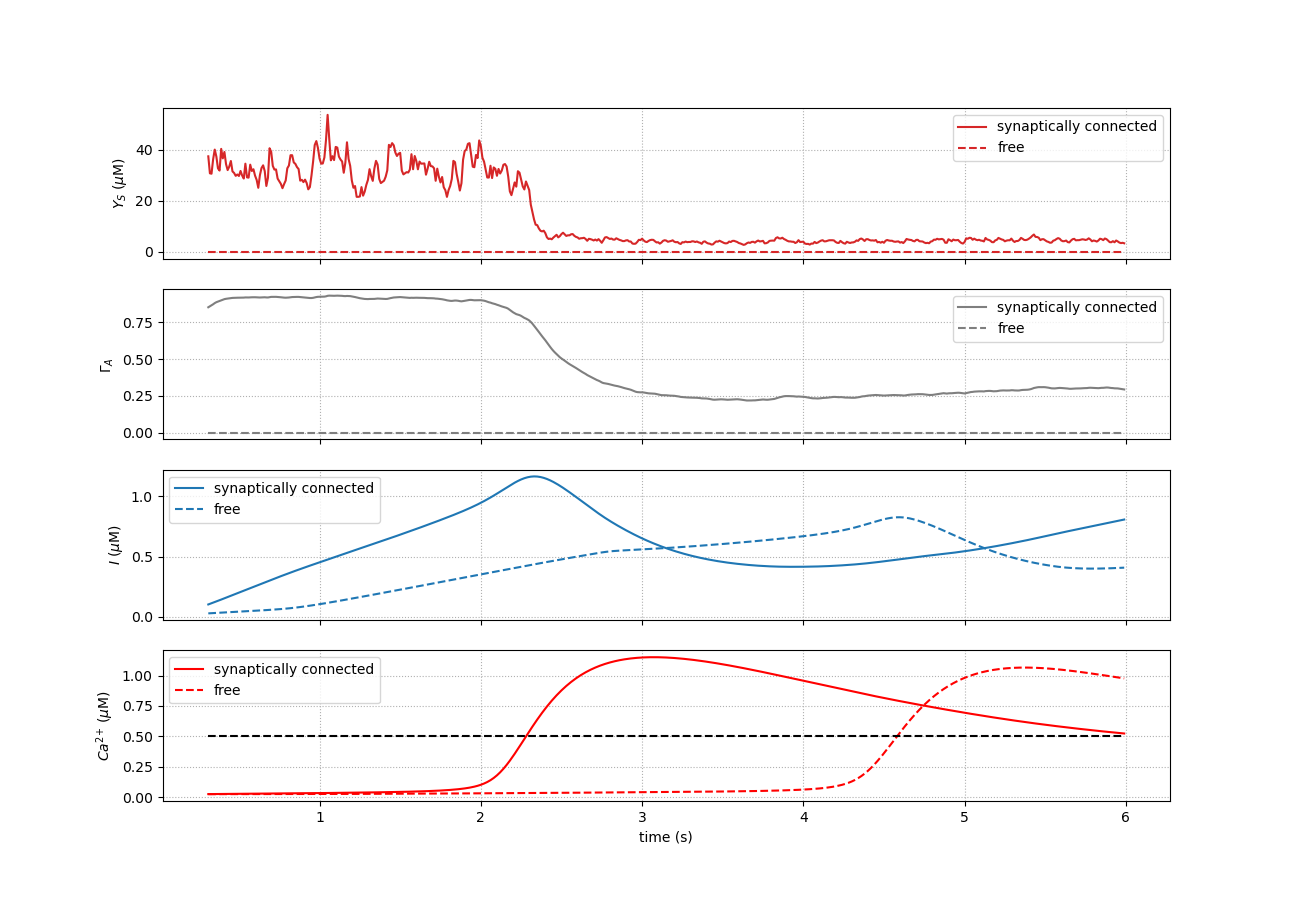 Y_S (μM)
40
20
0
synaptically connected
free
Γ_A
0.75
0.50
0.25
0.00
synaptically connected
free
I (μM)
1.0
0.5
0.0
synaptically connected
free
Ca²⁺ (μM)
1.00
0.75
0.50
0.25
0.00
synaptically connected
free
1 2 3 4 5 6
time (s)